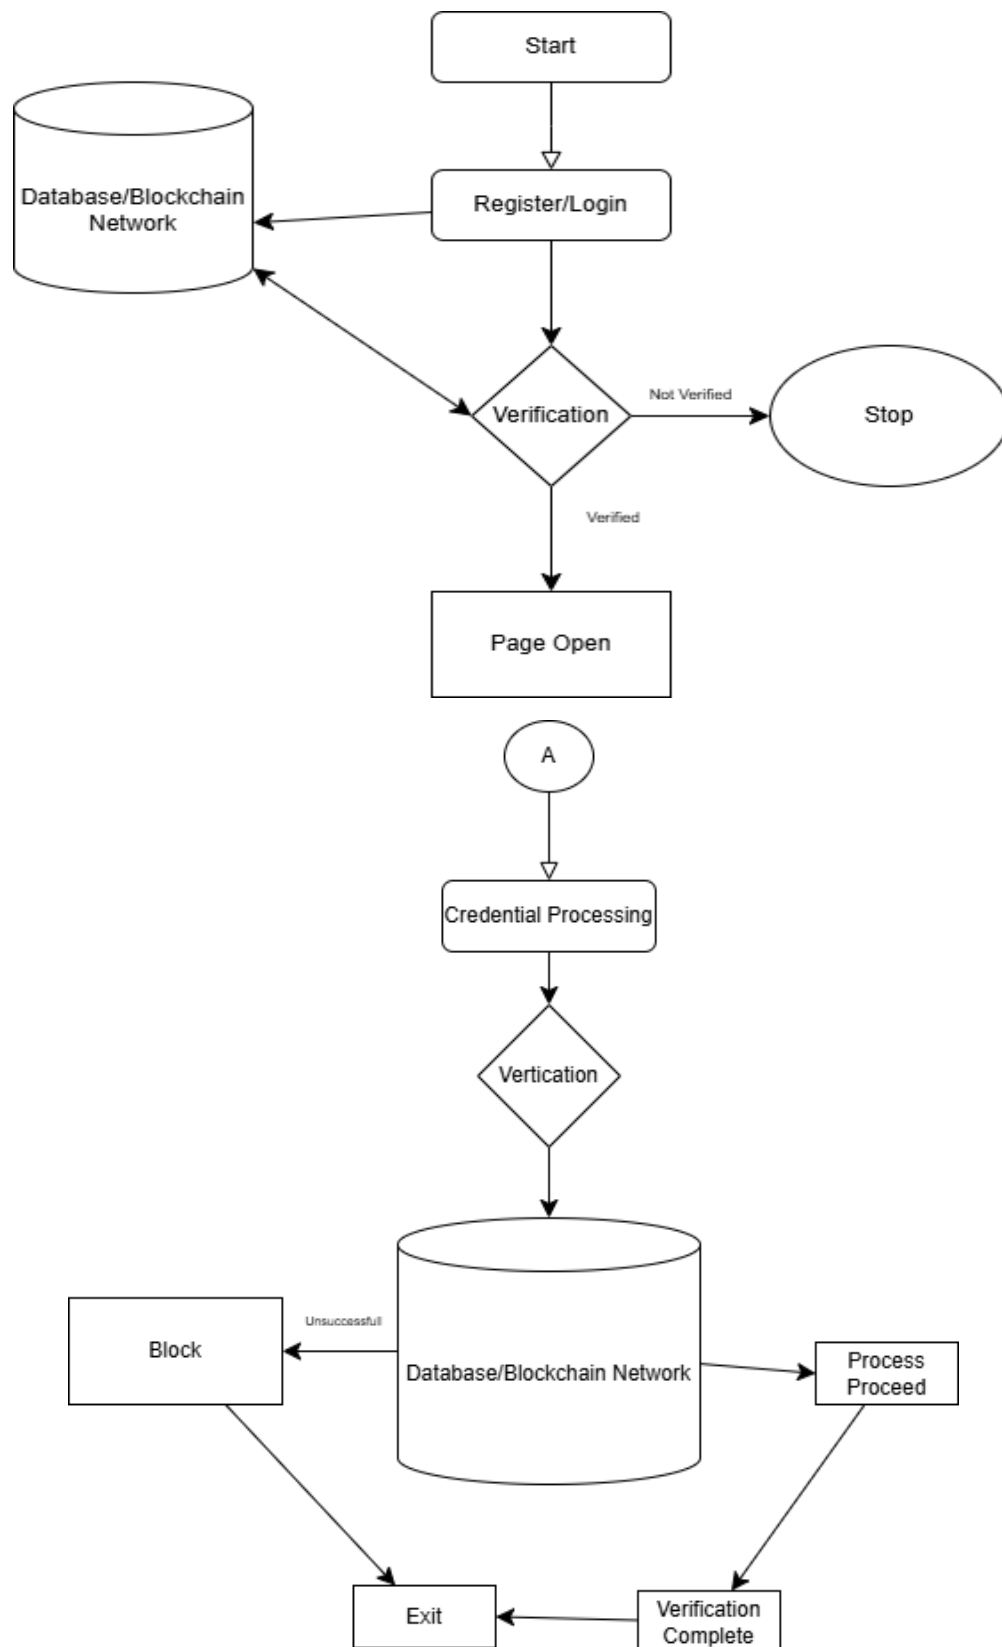 Start
Database/Blockchain
Network
Register/Login
Verification
Not Verified
Stop
Verified
Page Open
A
Credential Processing
Vertication
Unsuccessfull
Block
Database/Blockchain Network
Process
Proceed
Exit
Verification
Complete